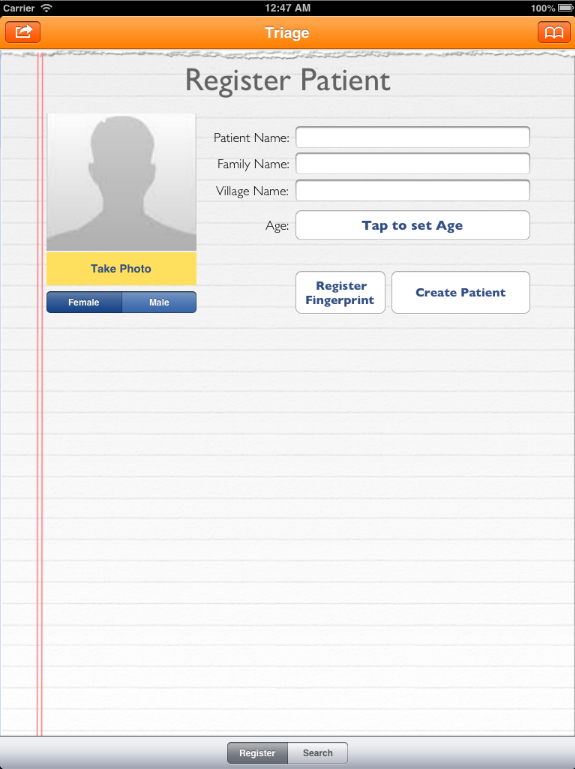 Carrier 12:47 AM 100%
Triage
Register Patient
Patient Name:
Family Name:
Village Name:
Age: Tap to set Age
Take Photo
Female Male
Register
Fingerprint
Create Patient
Register Search